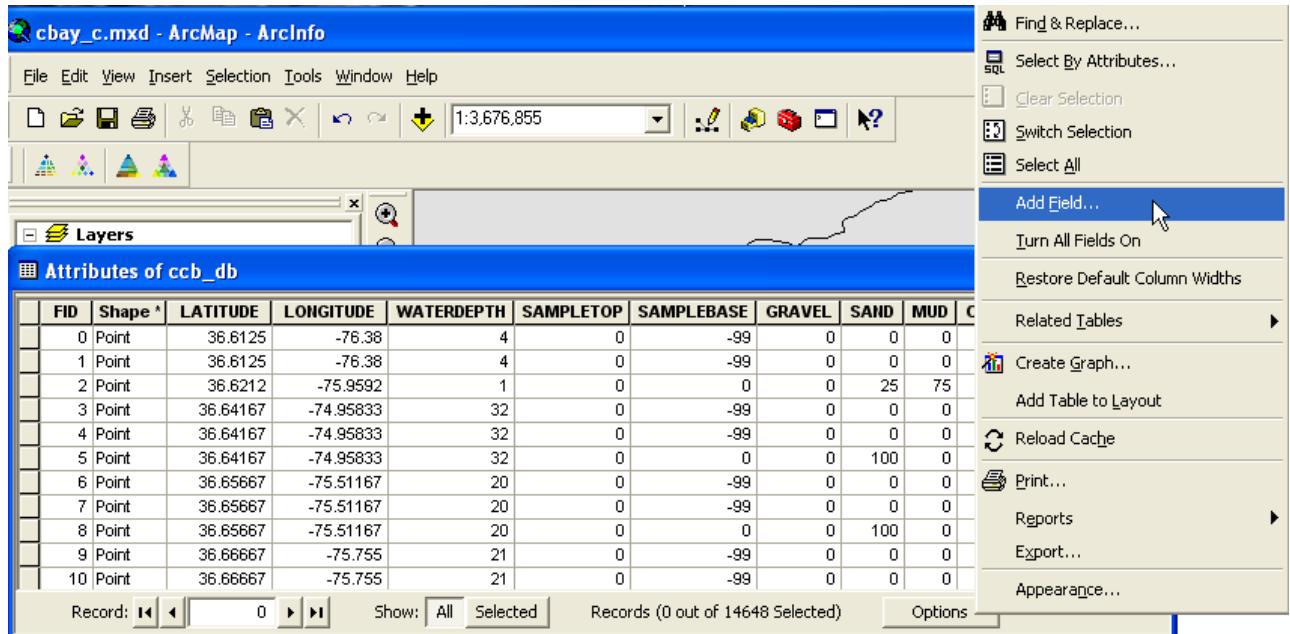 cbay_c.mxd - ArcMap - ArcInfo
File Edit View Insert Selection Tools Window Help
1:3,676,855
Layers
Attributes of ccb_db
FID Shape * LATITUDE LONGITUDE WATERDEPTH SAMPLETOP SAMPLEBASE GRAVEL SAND MUD C
0 Point 36.6125 -76.38 4 0 -99 0 0 0
1 Point 36.6125 -76.38 4 0 -99 0 0 0
2 Point 36.6212 -75.9592 1 0 0 0 25 75
3 Point 36.64167 -74.95833 32 0 -99 0 0 0
4 Point 36.64167 -74.95833 32 0 -99 0 0 0
5 Point 36.64167 -74.95833 32 0 0 0 100 0
6 Point 36.65667 -75.51167 20 0 -99 0 0 0
7 Point 36.65667 -75.51167 20 0 -99 0 0 0
8 Point 36.65667 -75.51167 20 0 0 0 100 0
9 Point 36.66667 -75.755 21 0 -99 0 0 0
10 Point 36.66667 -75.755 21 0 -99 0 0 0
Record: 0 Show: All Selected Records (0 out of 14648 Selected) Options
Find & Replace...
SQL Select By Attributes...
Clear Selection
Switch Selection
Select All
Add Field...
Turn All Fields On
Restore Default Column Widths
Related Tables
Create Graph...
Add Table to Layout
Reload Cache
Print...
Reports
Export...
Appearance...